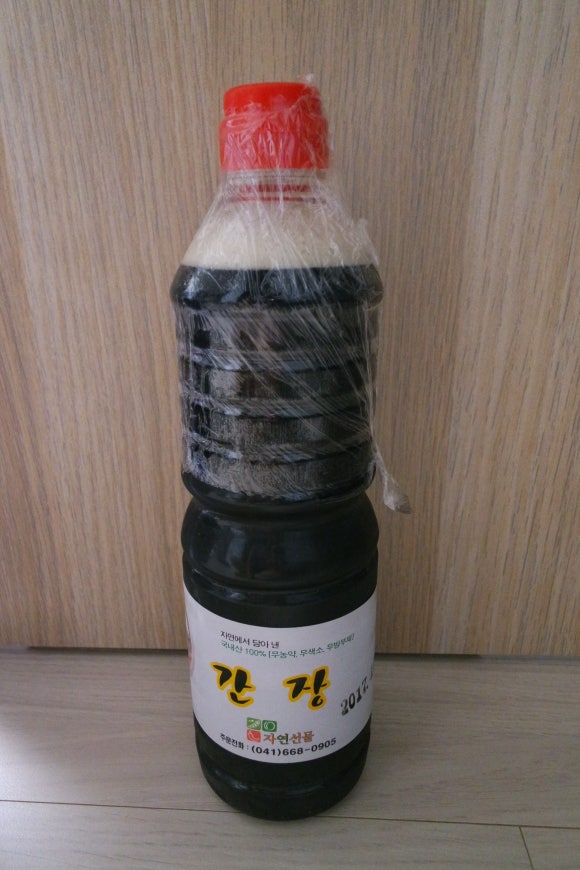 자연에서 담아 낸
국내산 100% (무농약, 무색소, 무방부제)
간장
2017.
자연선물
주문전화 : (041)668-0905